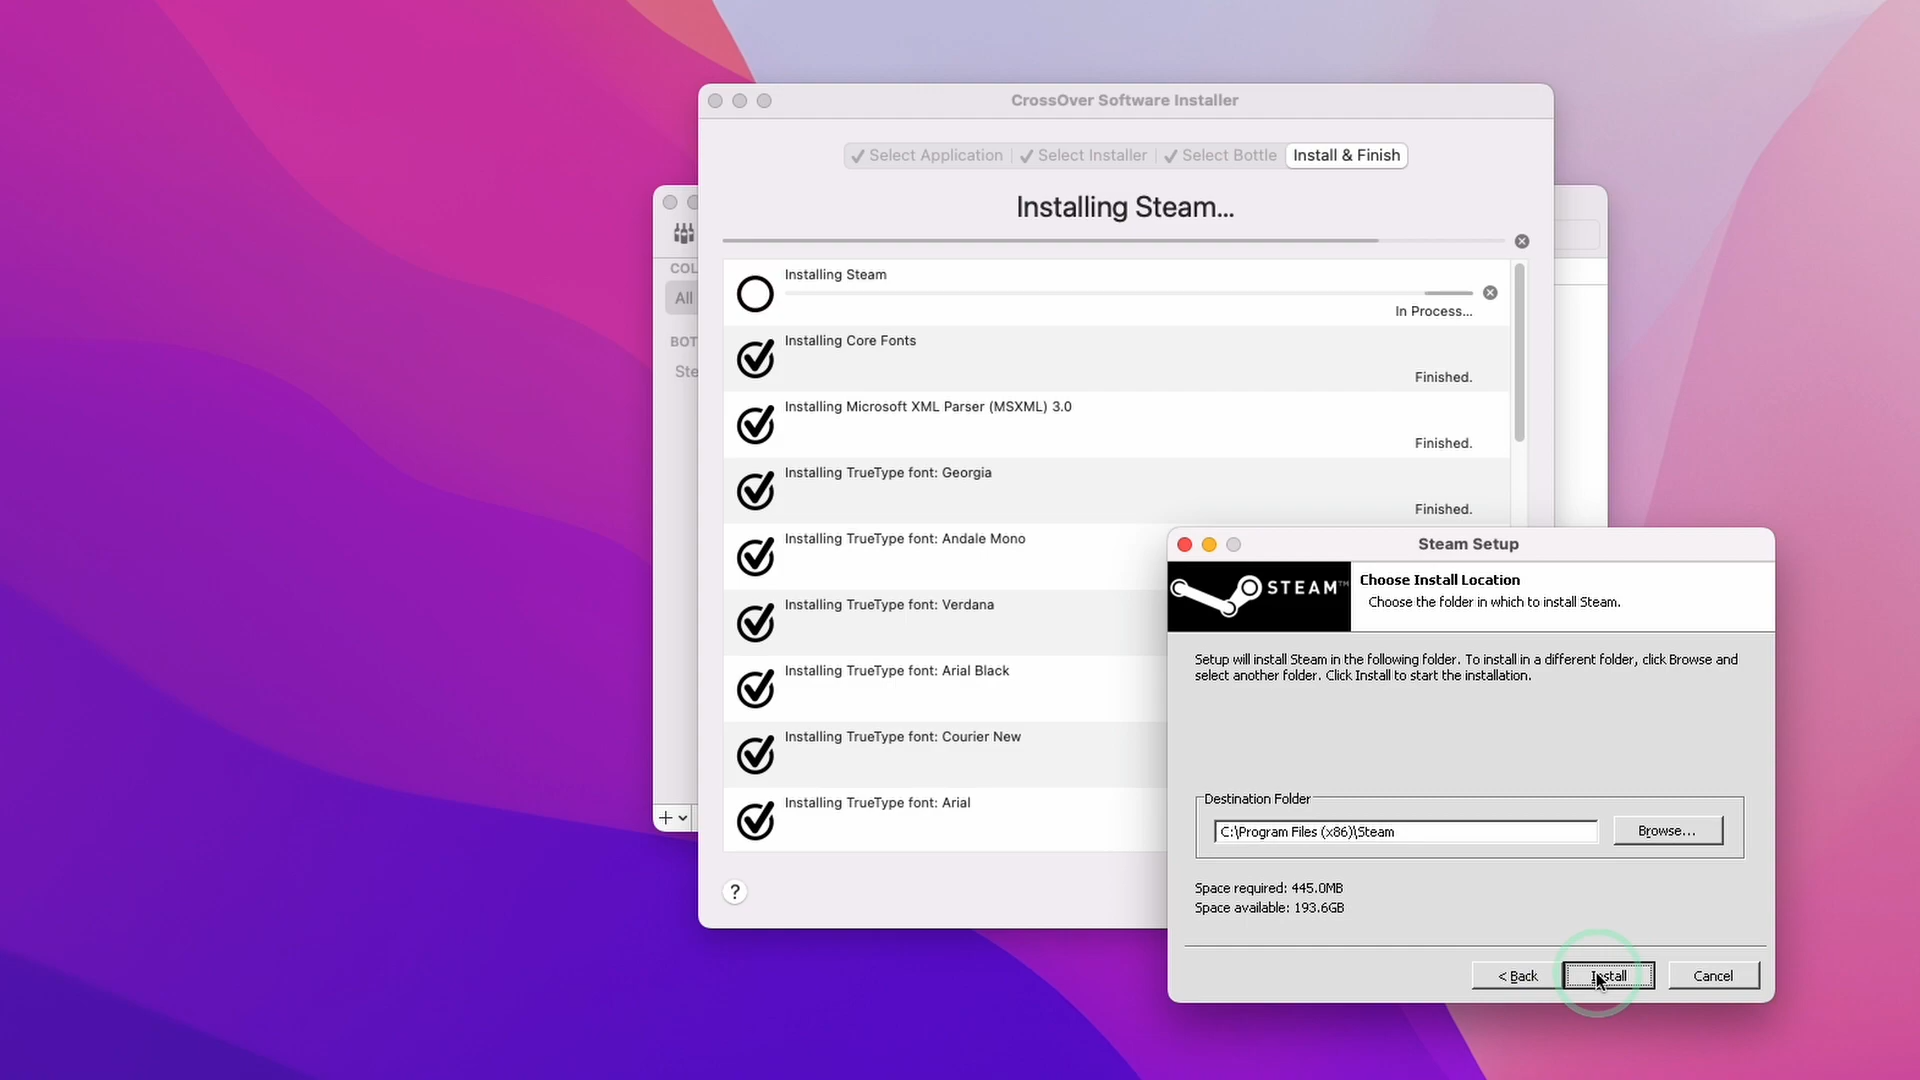 CrossOver Software Installer
Select Application
Select Installer
Select Bottle
Install & Finish
Installing Steam...
COL
All
BOT
Ste
Installing Steam
In Process...
Installing Core Fonts
Finished.
Installing Microsoft XML Parser (MSXML) 3.0
Finished.
Installing TrueType font: Georgia
Finished.
Installing TrueType font: Andale Mono
Installing TrueType font: Verdana
Installing TrueType font: Arial Black
Installing TrueType font: Courier New
Installing TrueType font: Arial
?
Steam Setup
STEAM™
Choose Install Location
Choose the folder in which to install Steam.
Setup will install Steam in the following folder. To install in a different folder, click Browse and
select another folder. Click Install to start the installation.
Destination Folder
C:\Program Files (x86)\Steam
Browse...
Space required: 445.0MB
Space available: 193.6GB
< Back
Install
Cancel